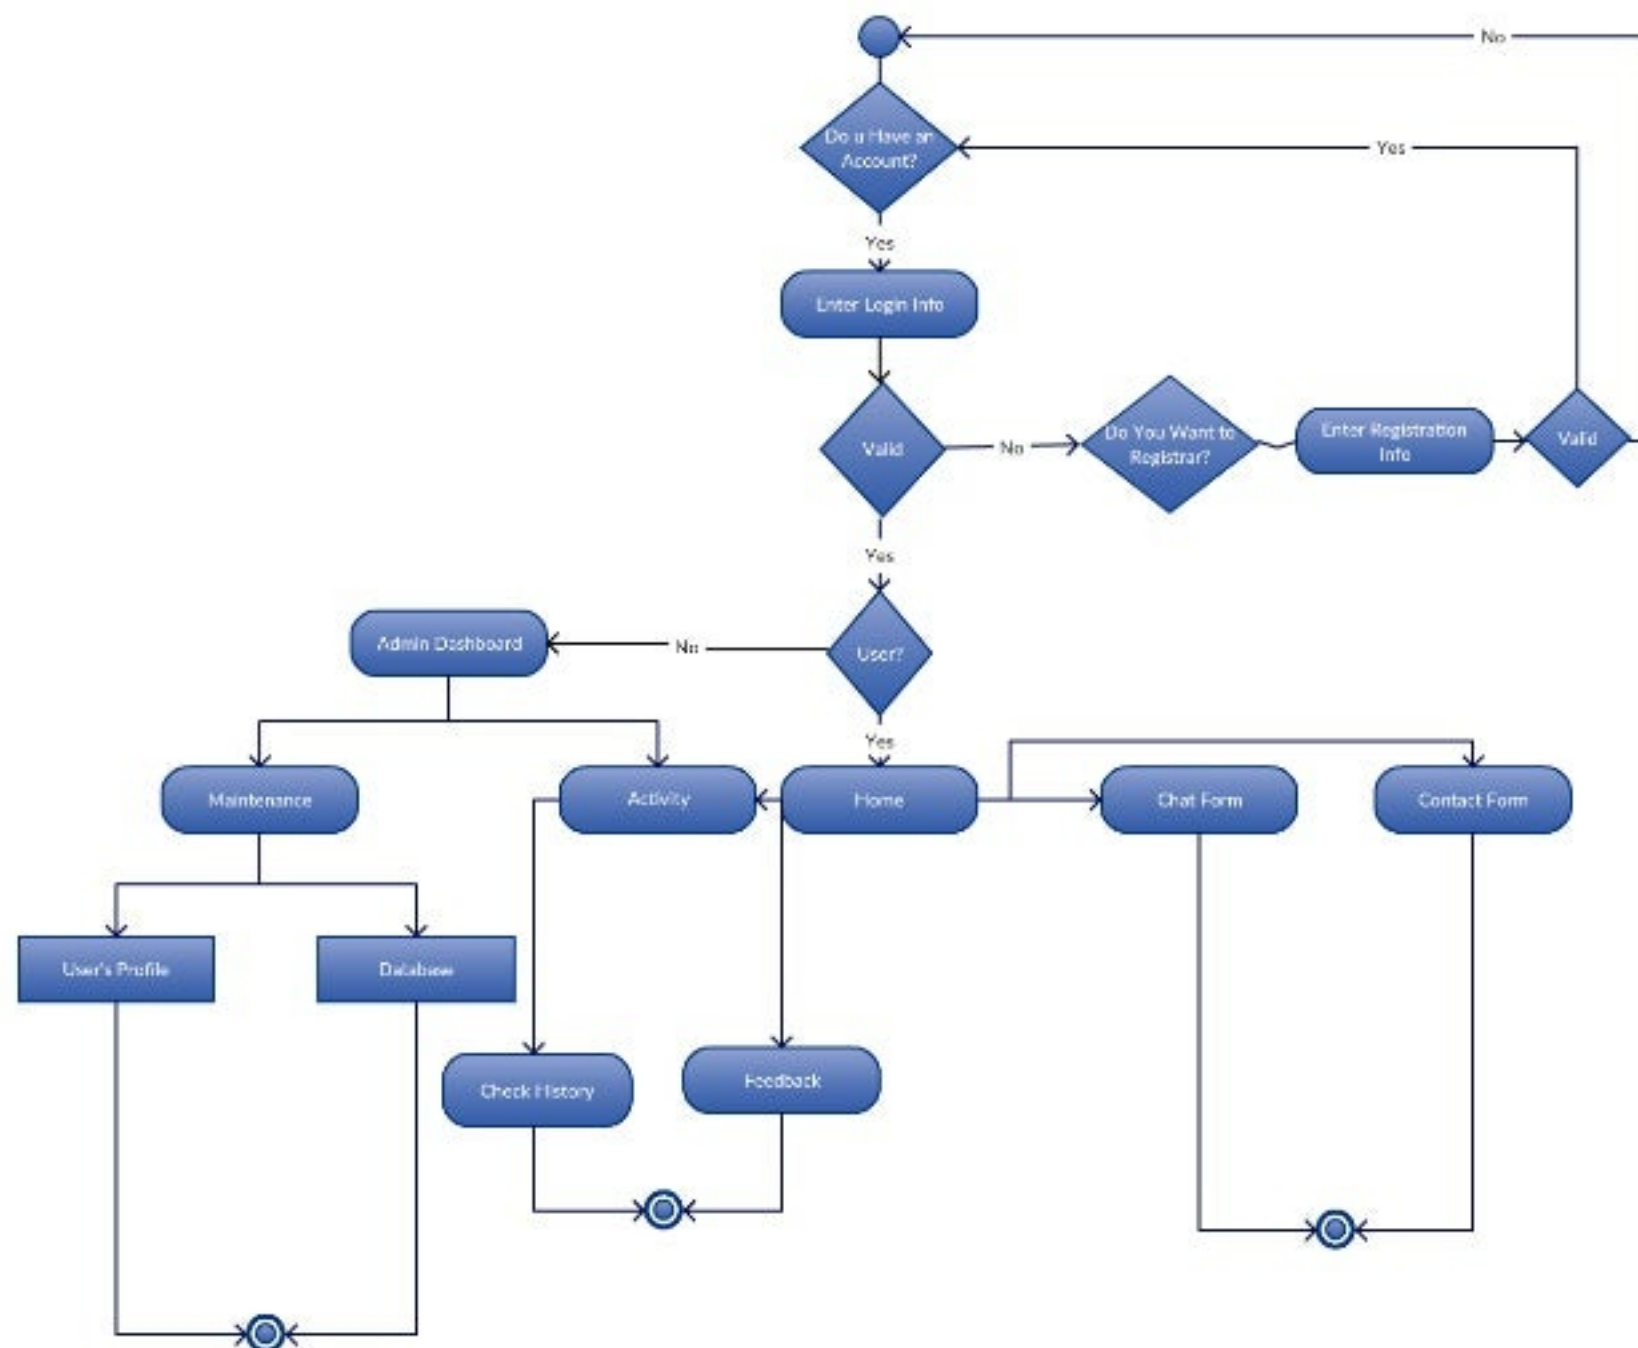 No
Do u Have an
Account?
Yes
Yes
Enter Login Info
Valid
No
Do You Want to
Registrar?
Enter Registration
Info
Valid
Yes
Admin Dashboard
No
User?
Yes
Maintenance
Activity
Home
Chat Form
Contact Form
User's Profile
Database
Check History
Feedback